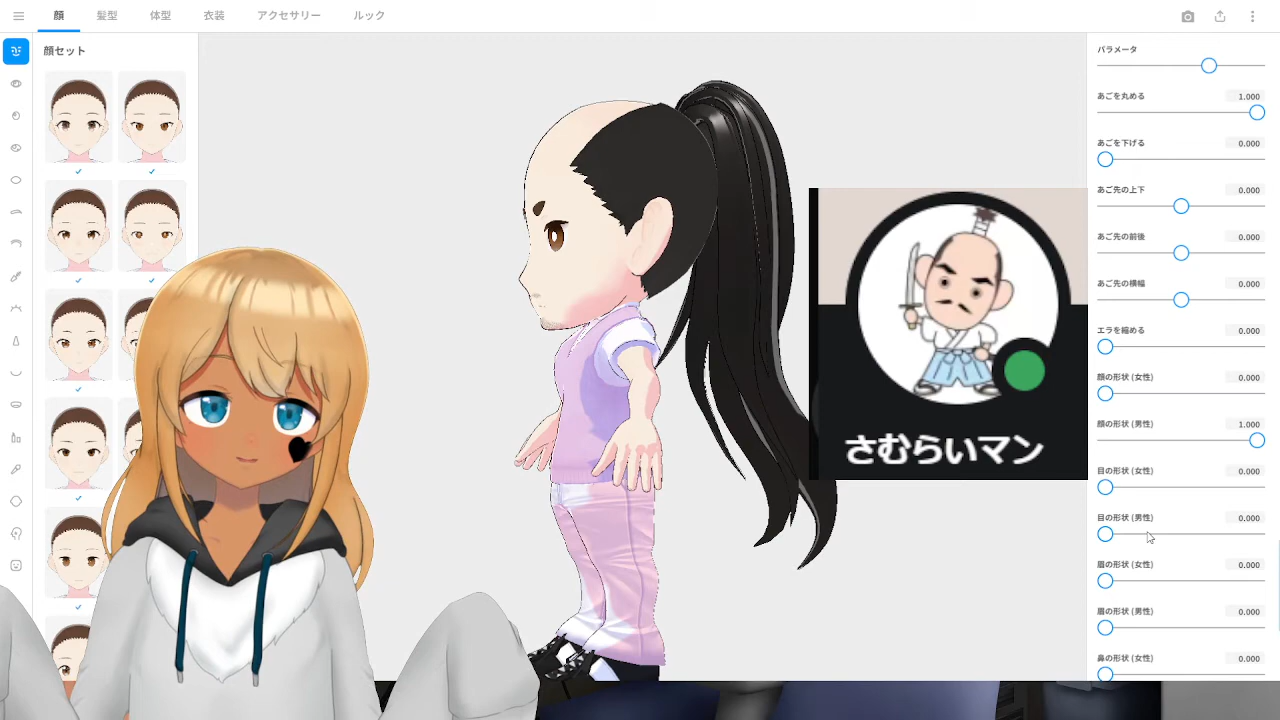 顔
髪型
体型
衣装
アクセサリー
ルック
顔セット
パラメータ
あごを丸める
1.000
あごを下げる
0.000
あご先の上下
0.000
あご先の前後
0.000
あご先の横幅
0.000
エラを縮める
0.000
顔の形状 (女性)
0.000
顔の形状 (男性)
1.000
目の形状 (女性)
0.000
目の形状 (男性)
0.000
眉の形状 (女性)
0.000
眉の形状 (男性)
0.000
鼻の形状 (女性)
0.000
さむらいマン